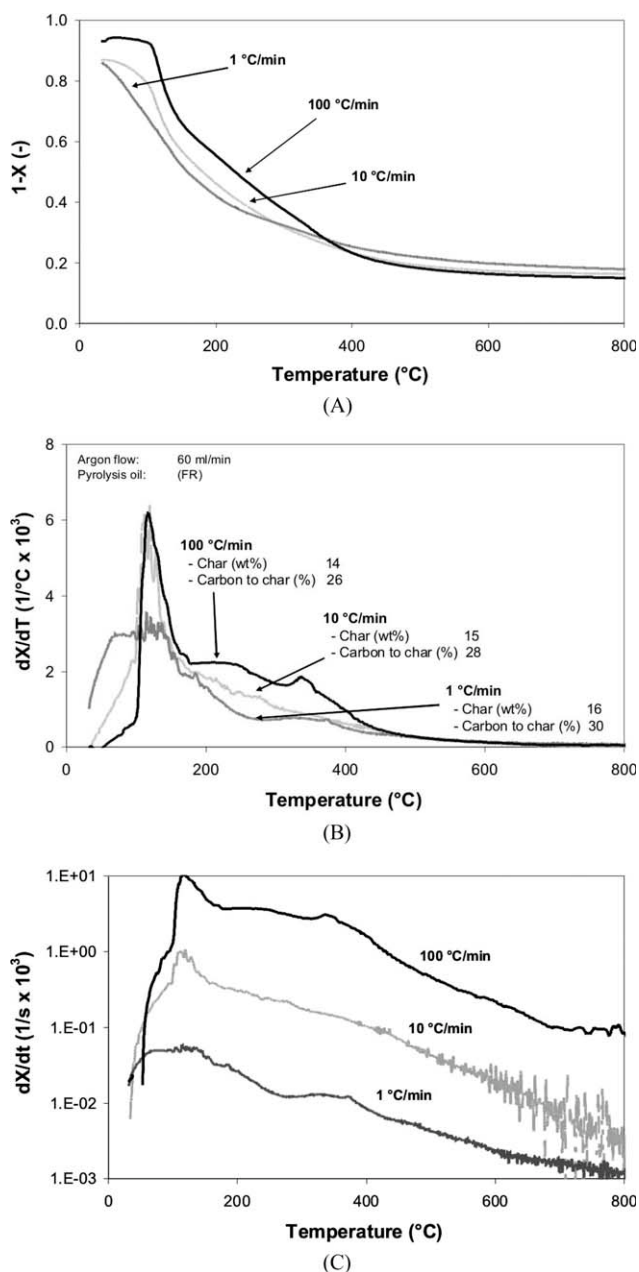 1.0
0.8
0.6
0.4
0.2
0.0
1-X (-)
1 °C/min
100 °C/min
10 °C/min
0 200 400 600 800
Temperature (°C)
(A)
8
6
4
2
0
dX/dT (1/°C x 10³)
Argon flow: 60 ml/min
Pyrolysis oil: (FR)
100 °C/min
- Char (wt%) 14
- Carbon to char (%) 26
10 °C/min
- Char (wt%) 15
- Carbon to char (%) 28
1 °C/min
- Char (wt%) 16
- Carbon to char (%) 30
0 200 400 600 800
Temperature (°C)
(B)
1.E+01
1.E+00
1.E-01
1.E-02
1.E-03
dX/dt (1/s x 10³)
100 °C/min
10 °C/min
1 °C/min
0 200 400 600 800
Temperature (°C)
(C)